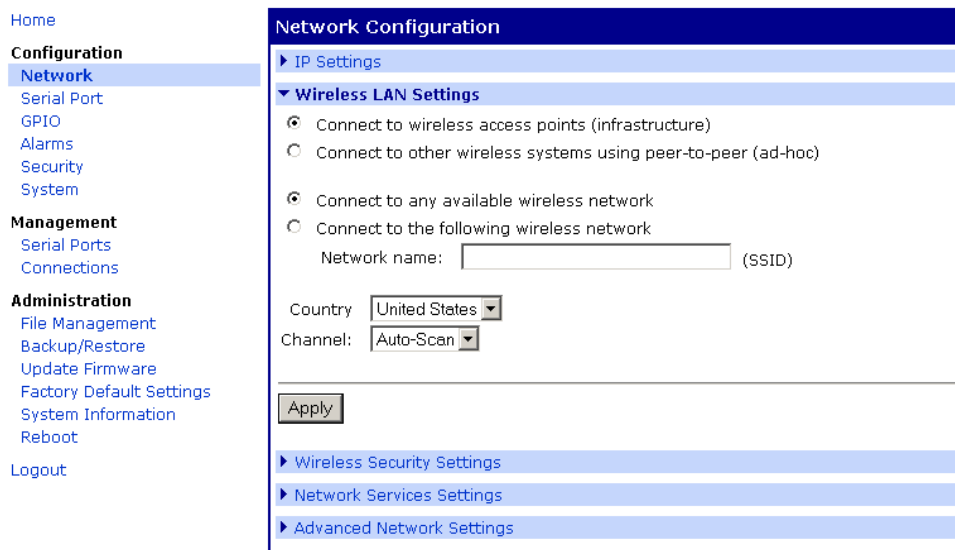 Home
Configuration
Network
Serial Port
GPIO
Alarms
Security
System
Management
Serial Ports
Connections
Administration
File Management
Backup/Restore
Update Firmware
Factory Default Settings
System Information
Reboot
Logout
Network Configuration
IP Settings
Wireless LAN Settings
Connect to wireless access points (infrastructure)
Connect to other wireless systems using peer-to-peer (ad-hoc)
Connect to any available wireless network
Connect to the following wireless network
Network name: (SSID)
Country United States
Channel: Auto-Scan
Apply
Wireless Security Settings
Network Services Settings
Advanced Network Settings